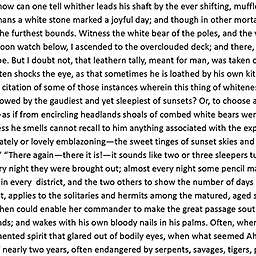 how can one tell whither leads his shaft by the ever shifting, muffle
mans a white stone marked a joyful day; and though in other morta
he furthest bounds. Witness the white bear of the poles, and the v
oon watch below, I ascended to the overclouded deck; and there,
pe. But I doubt not, that leathern tally, meant for man, was taken o
ten shocks the eye, as that sometimes he is loathed by his own kit
citation of some of those instances wherein this thing of whitene
owed by the gaudiest and yet sleepiest of sunsets? Or, to choose a
-as if from encircling headlands shoals of combed white bears wer
ess he smells cannot recall to him anything associated with the exp
ately or lovely emblazoning—the sweet tinges of sunset skies and
" "There again—there it is!—it sounds like two or three sleepers tu
ry night they were brought out; almost every night some pencil ma
in every district, and the two others to show the number of days
t, applies to the solitaries and hermits among the matured, aged s
hen could enable her commander to make the great passage sout
nds; and wakes with his own bloody nails in his palms. Often, wher
mented spirit that glared out of bodily eyes, when what seemed Ah
nearly two years, often endangered by serpents, savages, tigers, p